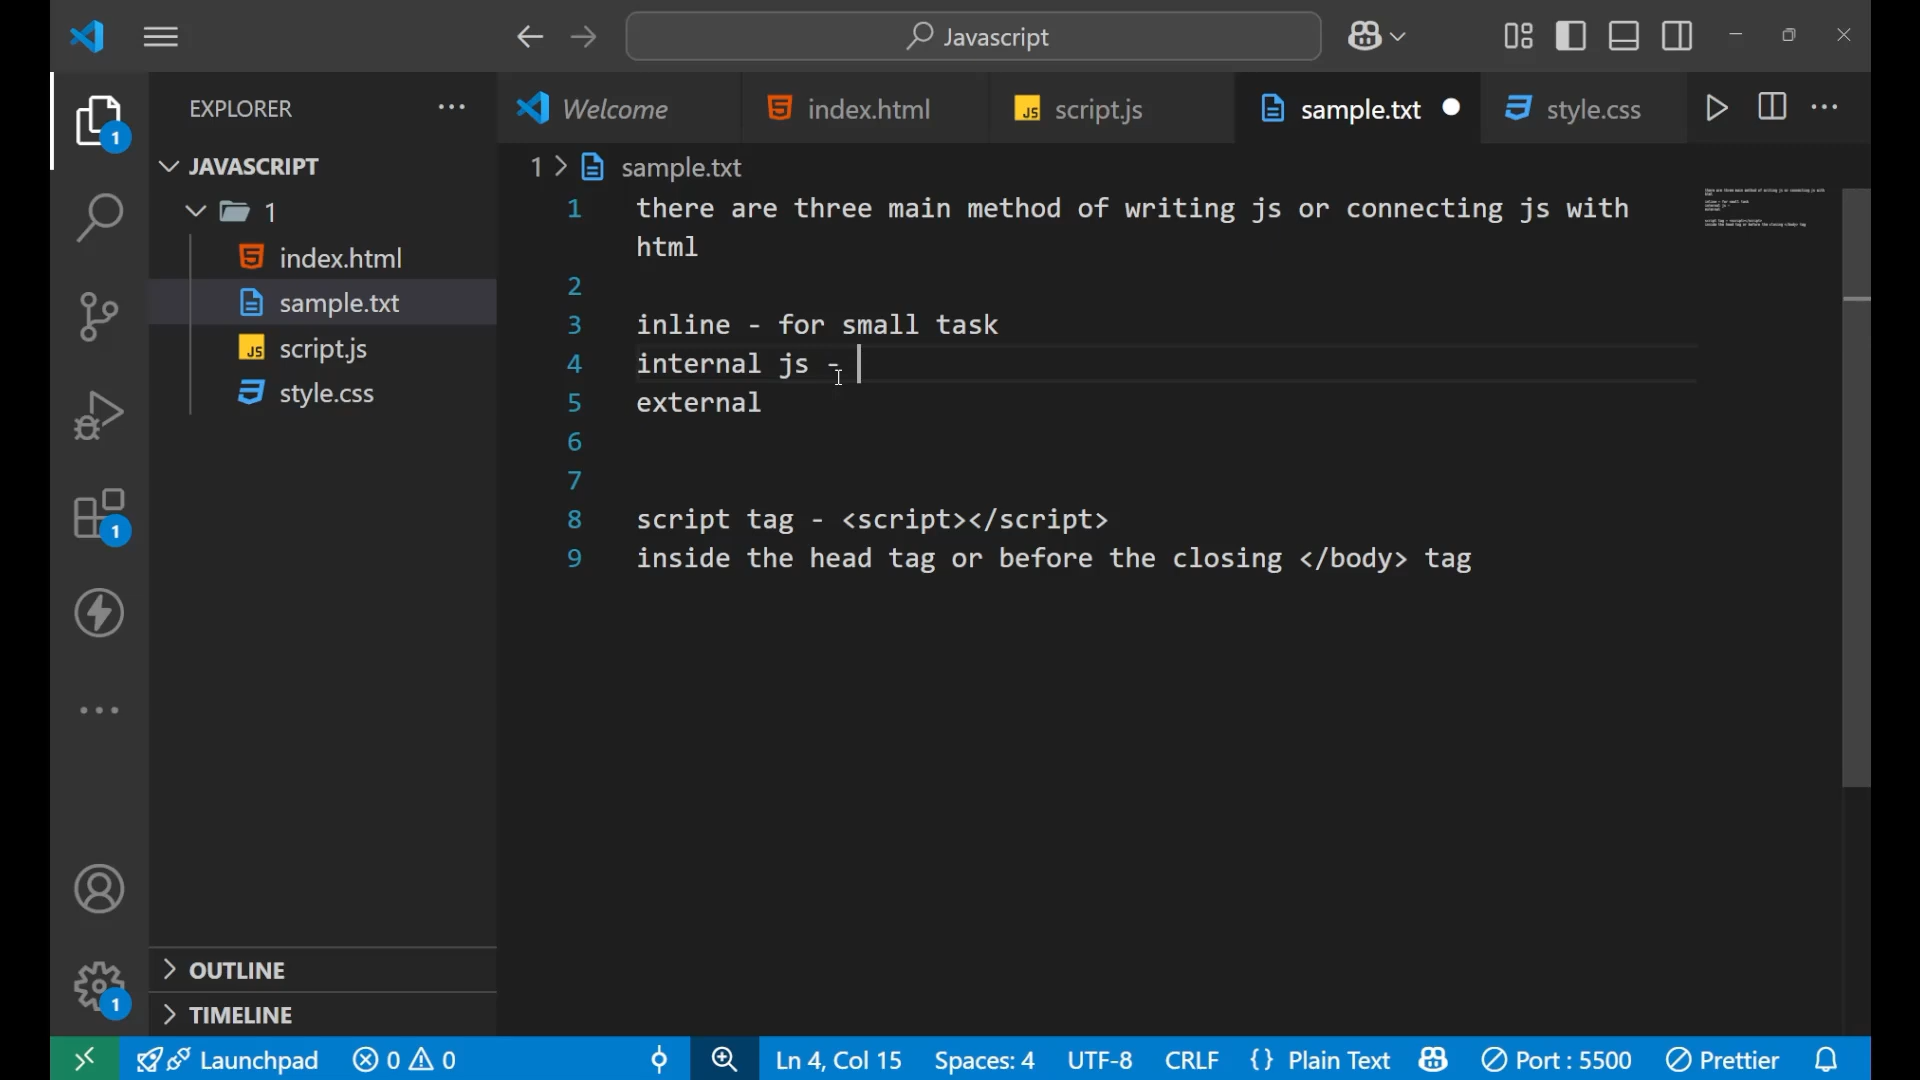 Javascript
EXPLORER
Welcome
index.html
script.js
sample.txt
style.css
1
JAVASCRIPT
1
index.html
sample.txt
script.js
style.css
1 > sample.txt
1 there are three main method of writing js or connecting js with
html
2
3 inline - for small task
4 internal js -
5 external
6
7
8 script tag - <script></script>
9 inside the head tag or before the closing </body> tag
1
1
OUTLINE
TIMELINE
Launchpad 0 0 Ln 4, Col 15 Spaces: 4 UTF-8 CRLF {} Plain Text Port : 5500 Prettier